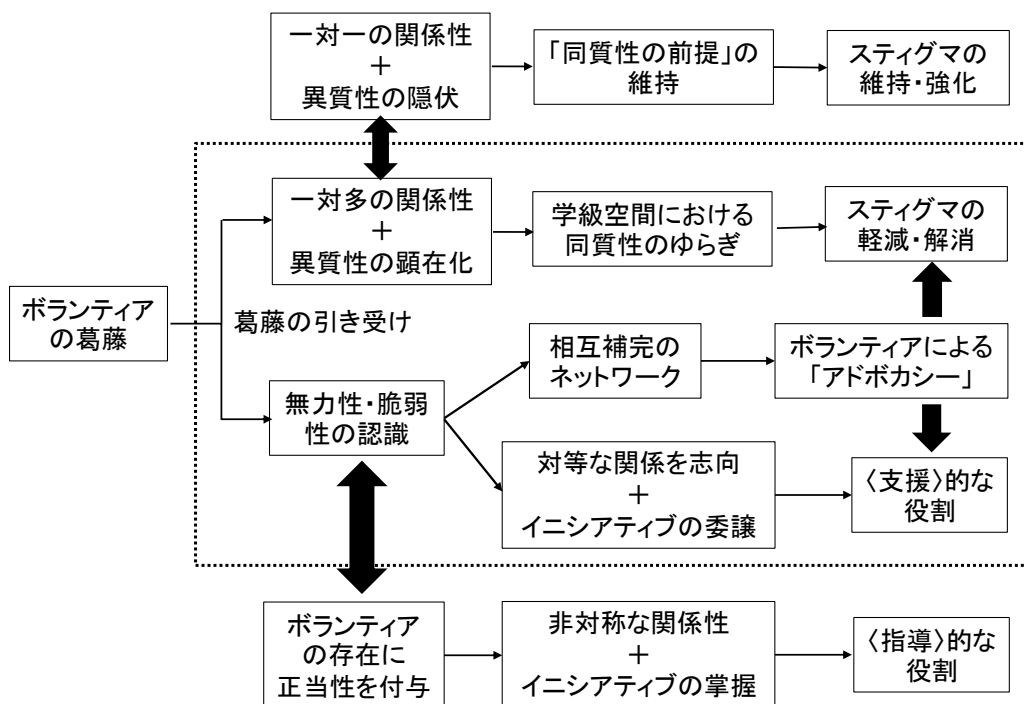 一対一の関係性
＋
異質性の隠伏
「同質性の前提」の
維持
スティグマの
維持・強化
一対多の関係性
＋
異質性の顕在化
学級空間における
同質性のゆらぎ
スティグマの
軽減・解消
ボランティア
の葛藤
葛藤の引き受け
相互補完の
ネットワーク
ボランティアによる
「アドボカシー」
無力性・脆弱
性の認識
対等な関係を志向
＋
イニシアティブの委譲
〈支援〉的な
役割
ボランティア
の存在に
正当性を付与
非対称な関係性
＋
イニシアティブの掌握
〈指導〉的な
役割